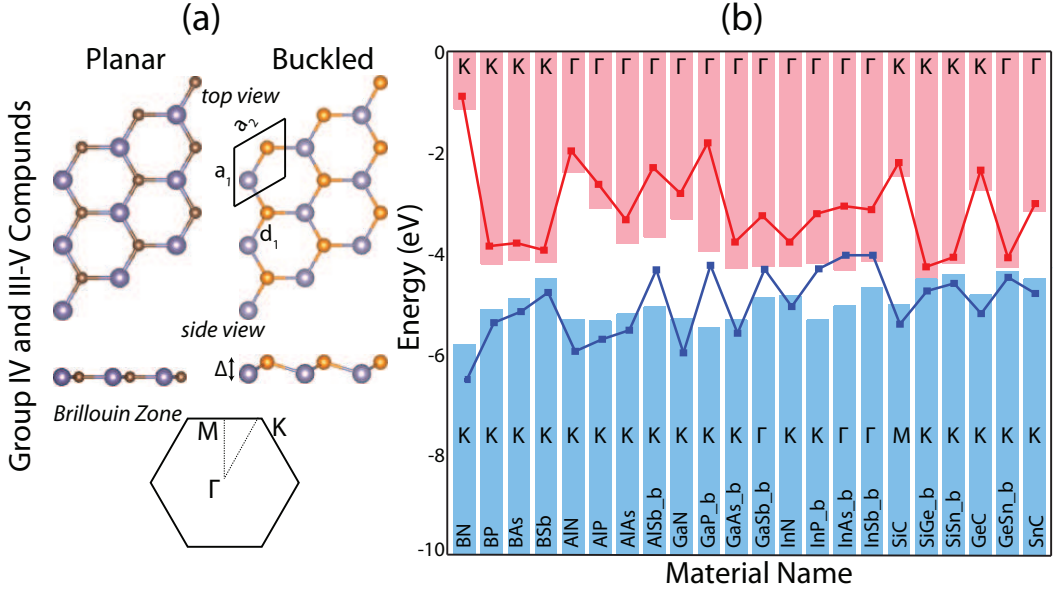 (a)
Group IV and III-V Compunds
Planar
Buckled
top view
a2
a1
d1
side view
Δ
Brillouin Zone
M
K
Γ
(b)
Energy (eV)
0
-2
-4
-6
-8
-10
K K K K Γ Γ Γ Γ Γ Γ Γ Γ Γ Γ Γ Γ K K K K Γ Γ
K K K K K K K K K K K Γ K K Γ Γ M K K K K K
BN BP BAs BSb AlN AlP AlAs AlSb_b GaN GaP_b GaAs_b GaSb_b InN InP_b InAs_b InSb_b SiC SiGe_b SiSn_b GeC GeSn_b SnC
Material Name